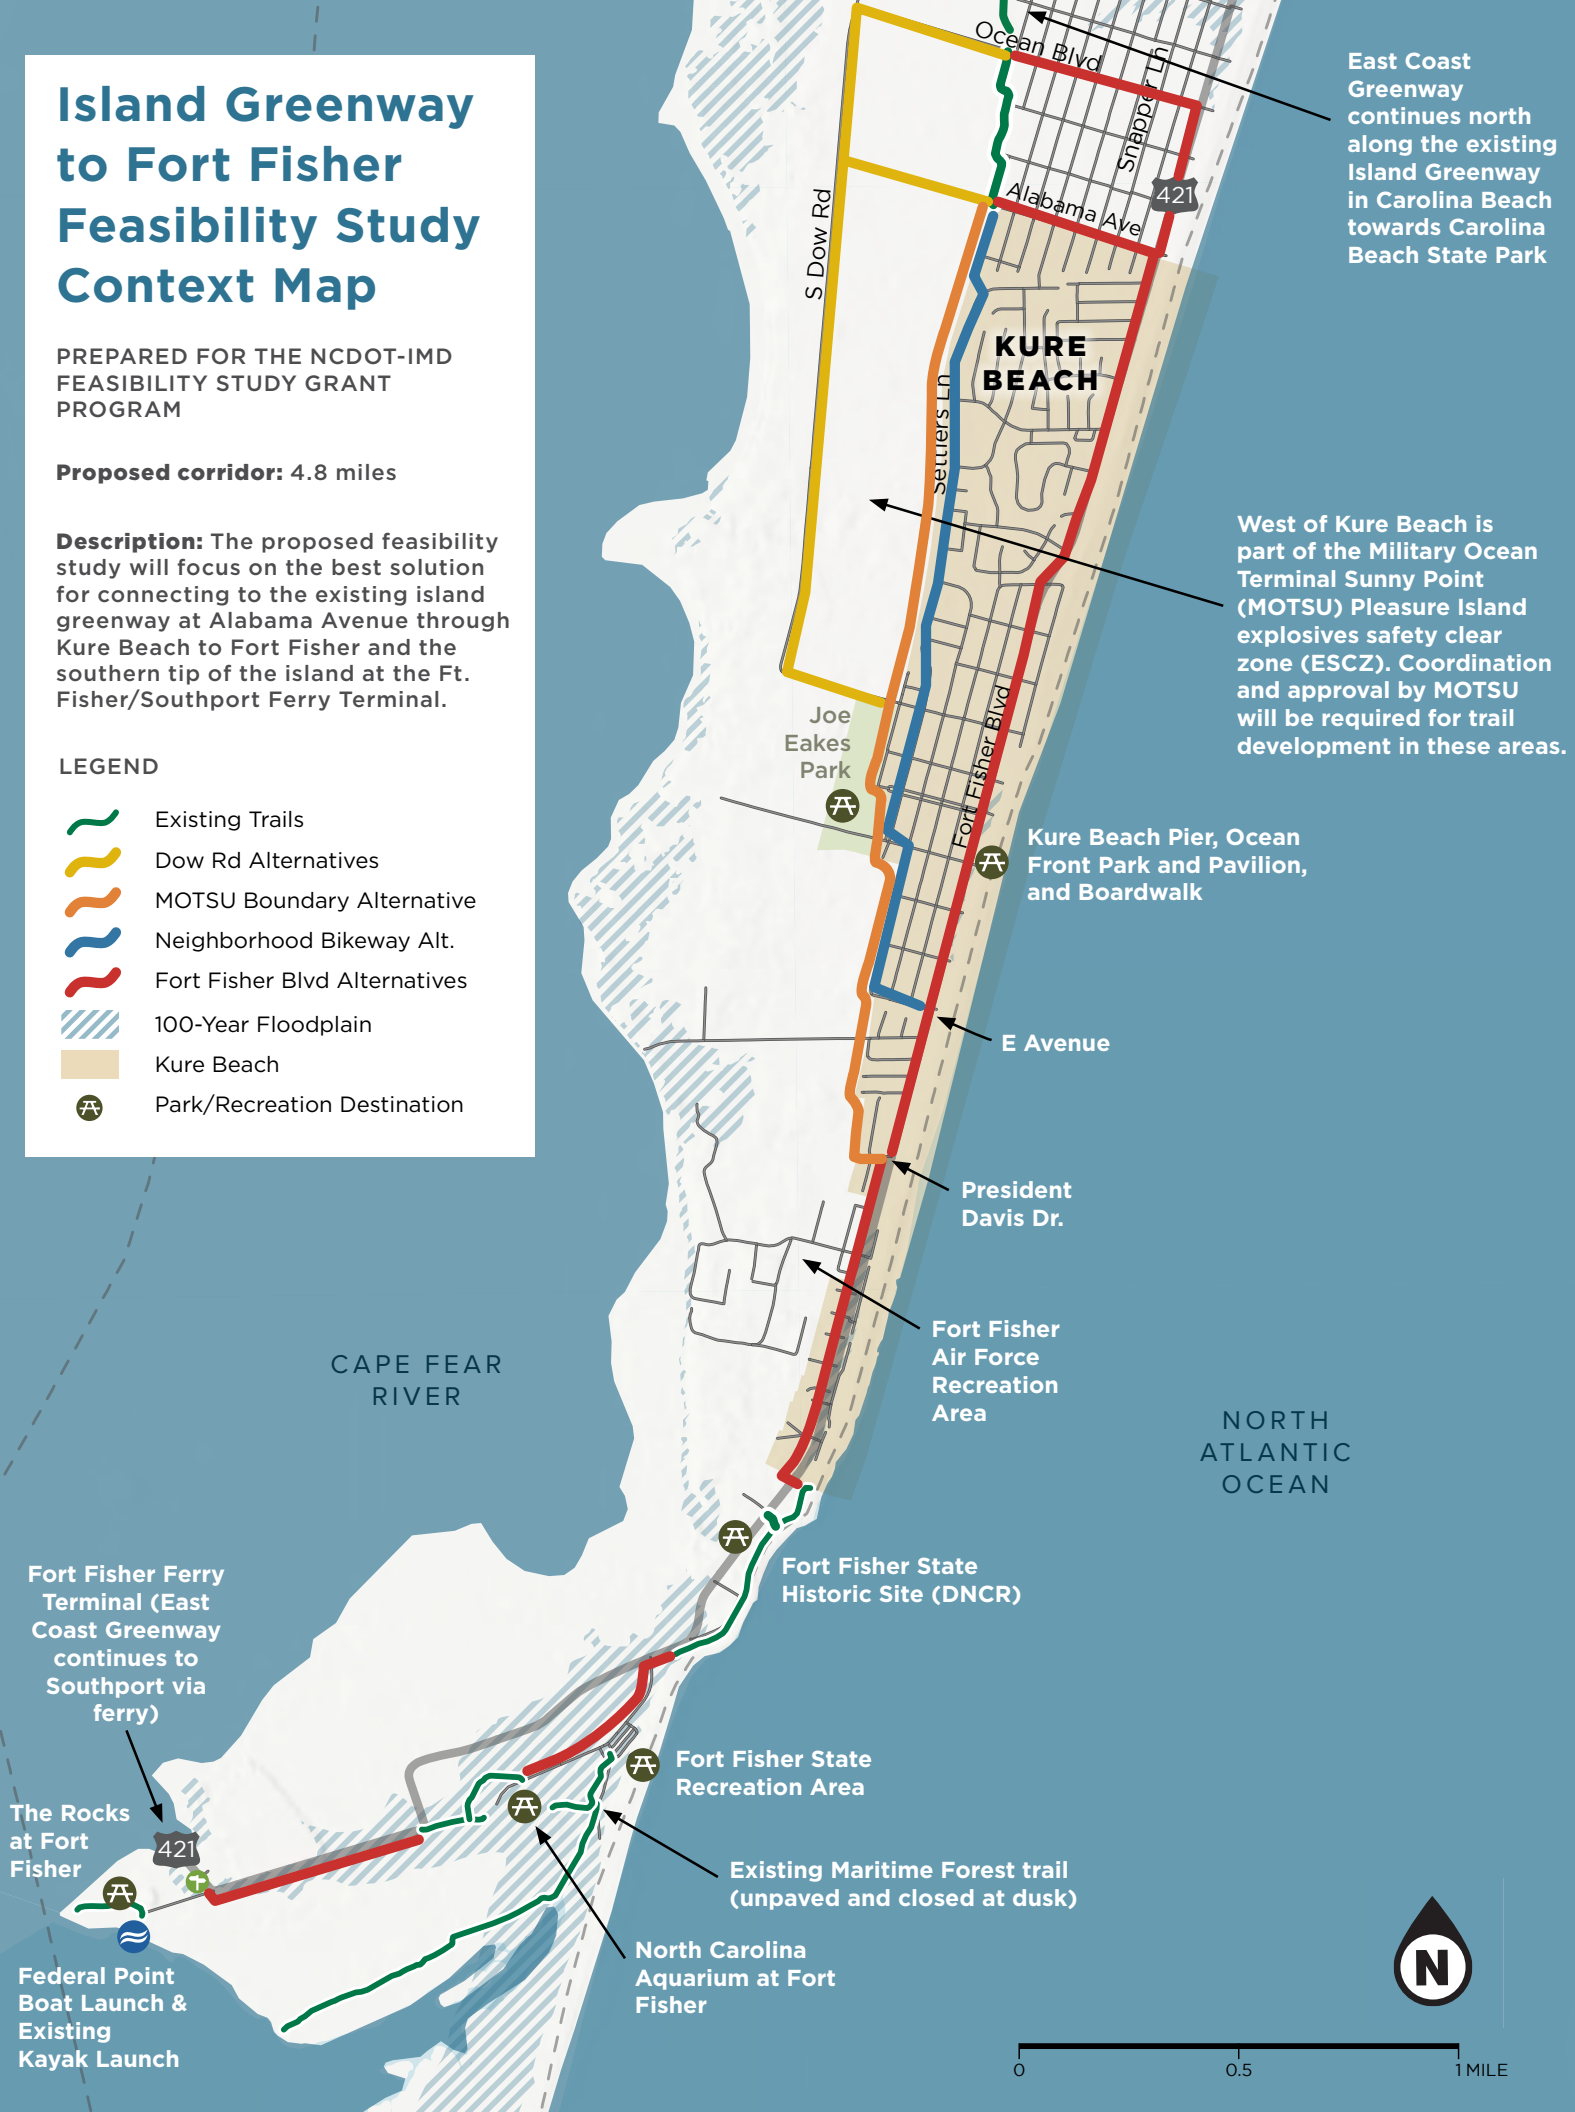 Island Greenway
to Fort Fisher
Feasibility Study
Context Map
PREPARED FOR THE NCDOT-IMD
FEASIBILITY STUDY GRANT
PROGRAM
Proposed corridor: 4.8 miles
Description: The proposed feasibility
study will focus on the best solution
for connecting to the existing island
greenway at Alabama Avenue through
Kure Beach to Fort Fisher and the
southern tip of the island at the Ft.
Fisher/Southport Ferry Terminal.
LEGEND
Existing Trails
Dow Rd Alternatives
MOTSU Boundary Alternative
Neighborhood Bikeway Alt.
Fort Fisher Blvd Alternatives
100-Year Floodplain
Kure Beach
Park/Recreation Destination
Ocean Blvd
Snapper Ln
421
Alabama Ave
S Dow Rd
East Coast
Greenway
continues north
along the existing
Island Greenway
in Carolina Beach
towards Carolina
Beach State Park
KURE
BEACH
Settlers Ln
West of Kure Beach is
part of the Military Ocean
Terminal Sunny Point
(MOTSU) Pleasure Island
explosives safety clear
zone (ESCZ). Coordination
and approval by MOTSU
will be required for trail
development in these areas.
Joe
Eakes
Park
Fort Fisher Blvd
Kure Beach Pier, Ocean
Front Park and Pavilion,
and Boardwalk
E Avenue
President
Davis Dr.
Fort Fisher
Air Force
Recreation
Area
CAPE FEAR
RIVER
NORTH
ATLANTIC
OCEAN
Fort Fisher State
Historic Site (DNCR)
Fort Fisher Ferry
Terminal (East
Coast Greenway
continues to
Southport via
ferry)
Fort Fisher State
Recreation Area
The Rocks
at Fort
Fisher
421
Existing Maritime Forest trail
(unpaved and closed at dusk)
North Carolina
Aquarium at Fort
Fisher
Federal Point
Boat Launch &
Existing
Kayak Launch
N
0
0.5
1 MILE